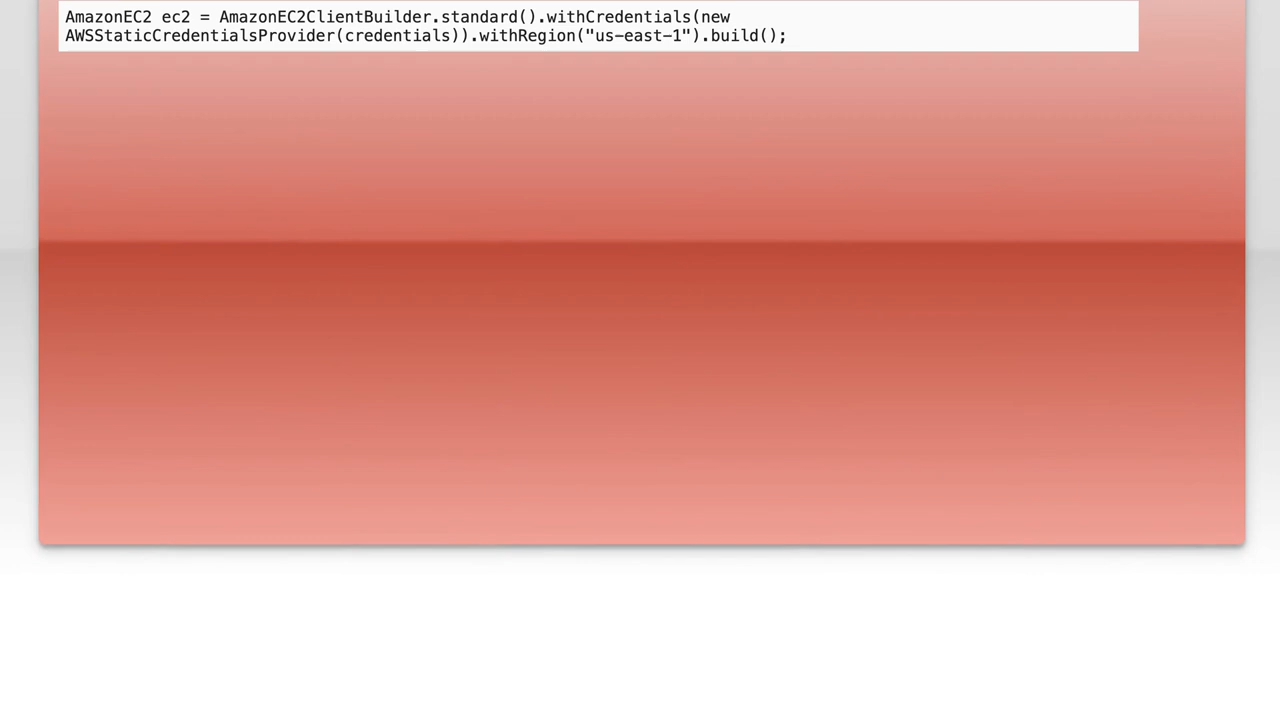 AmazonEC2 ec2 = AmazonEC2ClientBuilder.standard().withCredentials(new
AWSStaticCredentialsProvider(credentials)).withRegion("us-east-1").build();